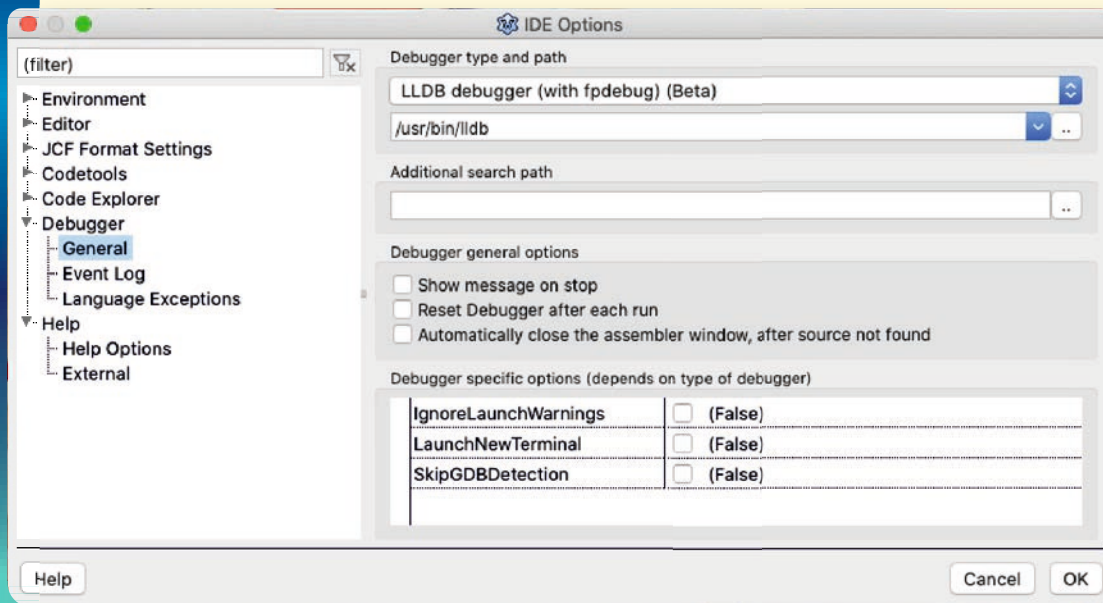 IDE Options
(filter)
Environment
Editor
JCF Format Settings
Codetools
Code Explorer
Debugger
General
Event Log
Language Exceptions
Help
Help Options
External
Debugger type and path
LLDB debugger (with fpdebug) (Beta)
/usr/bin/lldb
..
Additional search path
..
Debugger general options
Show message on stop
Reset Debugger after each run
Automatically close the assembler window, after source not found
Debugger specific options (depends on type of debugger)
IgnoreLaunchWarnings (False)
LaunchNewTerminal (False)
SkipGDBDetection (False)
Help
Cancel
OK